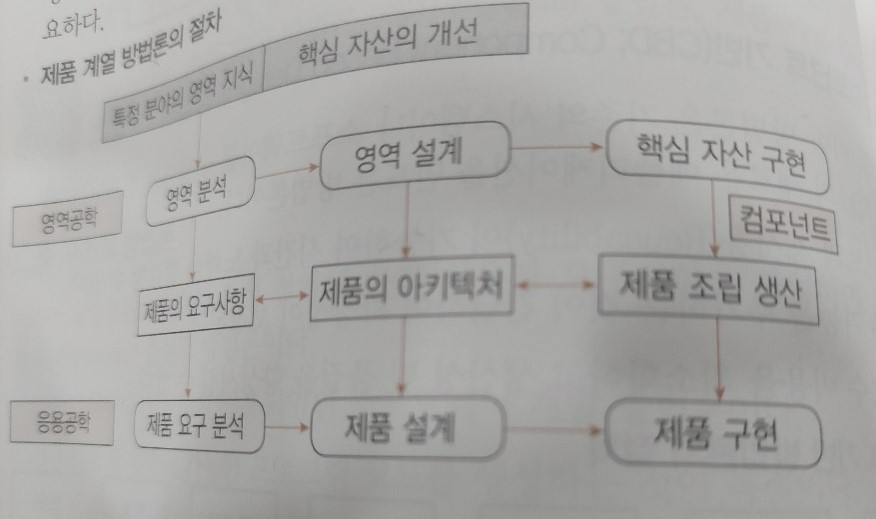 요하다.
• 제품 계열 방법론의 절차
특정 분야의 영역 지식
핵심 자산의 개선
영역 분석
영역 설계
핵심 자산 구현
영역공학
컴포넌트
제품의 요구사항
제품의 아키텍처
제품 조립 생산
응용공학
제품 요구 분석
제품 설계
제품 구현